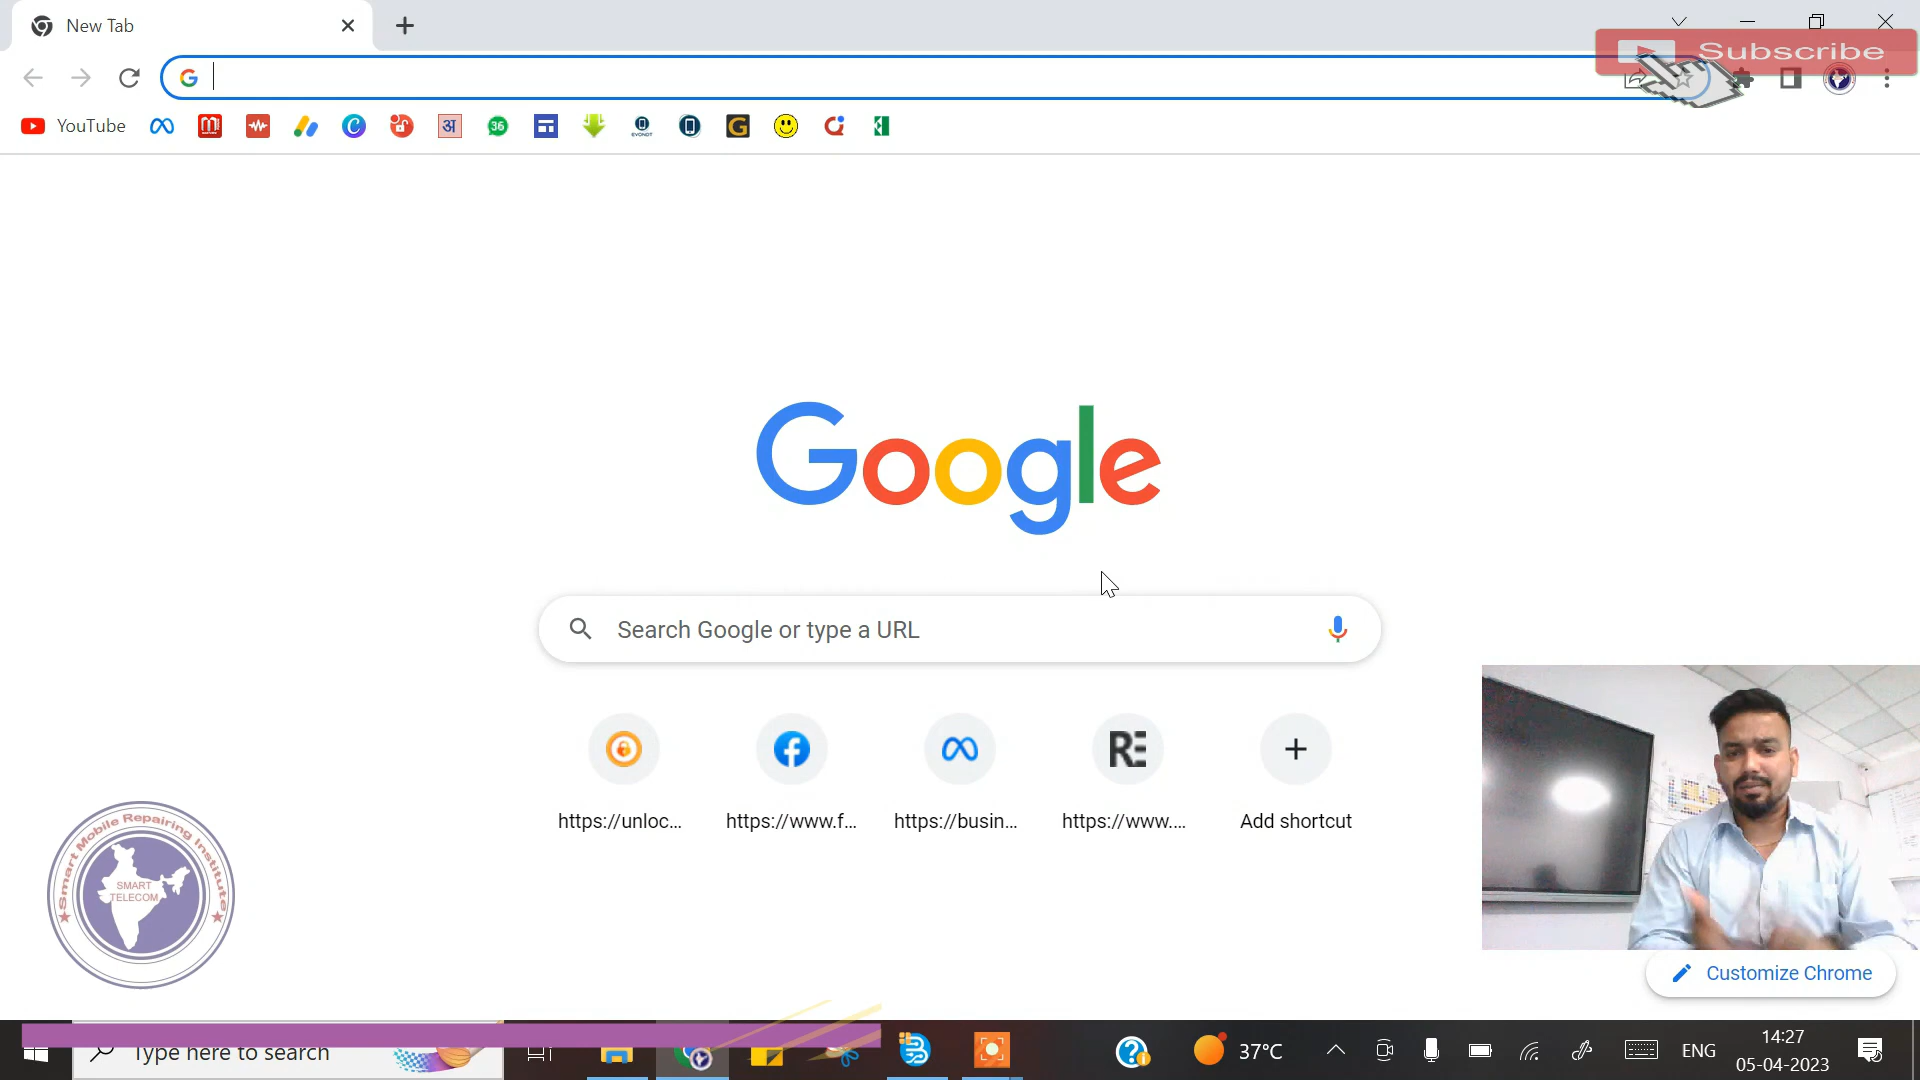 New Tab
Subscribe
YouTube
अ
36
EVONDT
Google
Search Google or type a URL
https://unloc...
https://www.f...
https://busin...
https://www....
Add shortcut
Smart Mobile Repairing Institute
SMART
TELECOM
Customize Chrome
Type here to search
37°C
ENG
14:27
05-04-2023